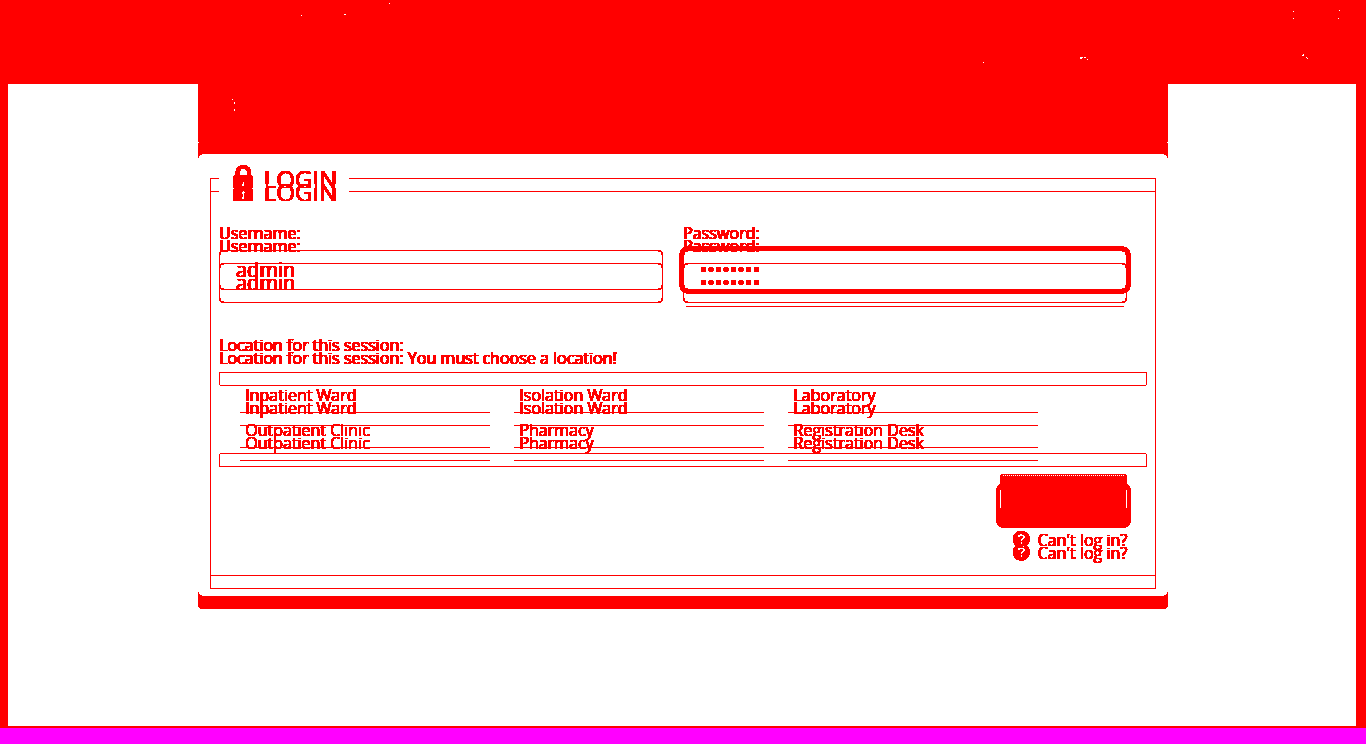 LOGIN
LOGIN
Username:
Password:
Username:
Password:
admin
••••••••
admin
••••••••
Location for this session:
Location for this session: You must choose a location!
Inpatient Ward Isolation Ward Laboratory
Inpatient Ward Isolation Ward Laboratory
Outpatient Clinic Pharmacy Registration Desk
Outpatient Clinic Pharmacy Registration Desk
? Can't log in?
? Can't log in?